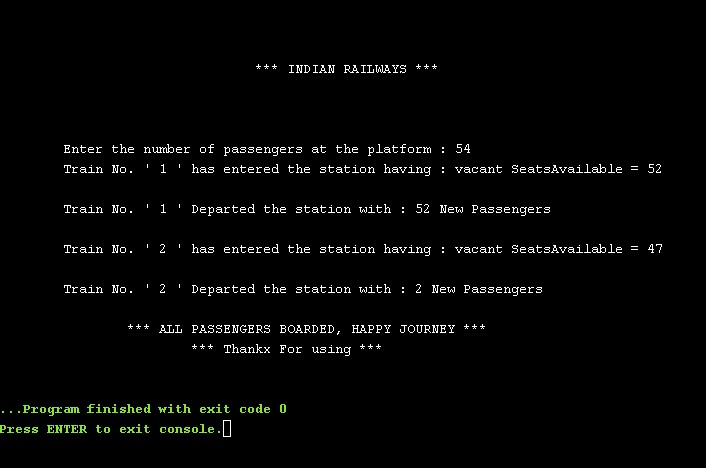 *** INDIAN RAILWAYS ***
Enter the number of passengers at the platform : 54
Train No. ' 1 ' has entered the station having : vacant SeatsAvailable = 52
Train No. ' 1 ' Departed the station with : 52 New Passengers
Train No. ' 2 ' has entered the station having : vacant SeatsAvailable = 47
Train No. ' 2 ' Departed the station with : 2 New Passengers
*** ALL PASSENGERS BOARDED, HAPPY JOURNEY ***
*** Thankx For using ***
...Program finished with exit code 0
Press ENTER to exit console.